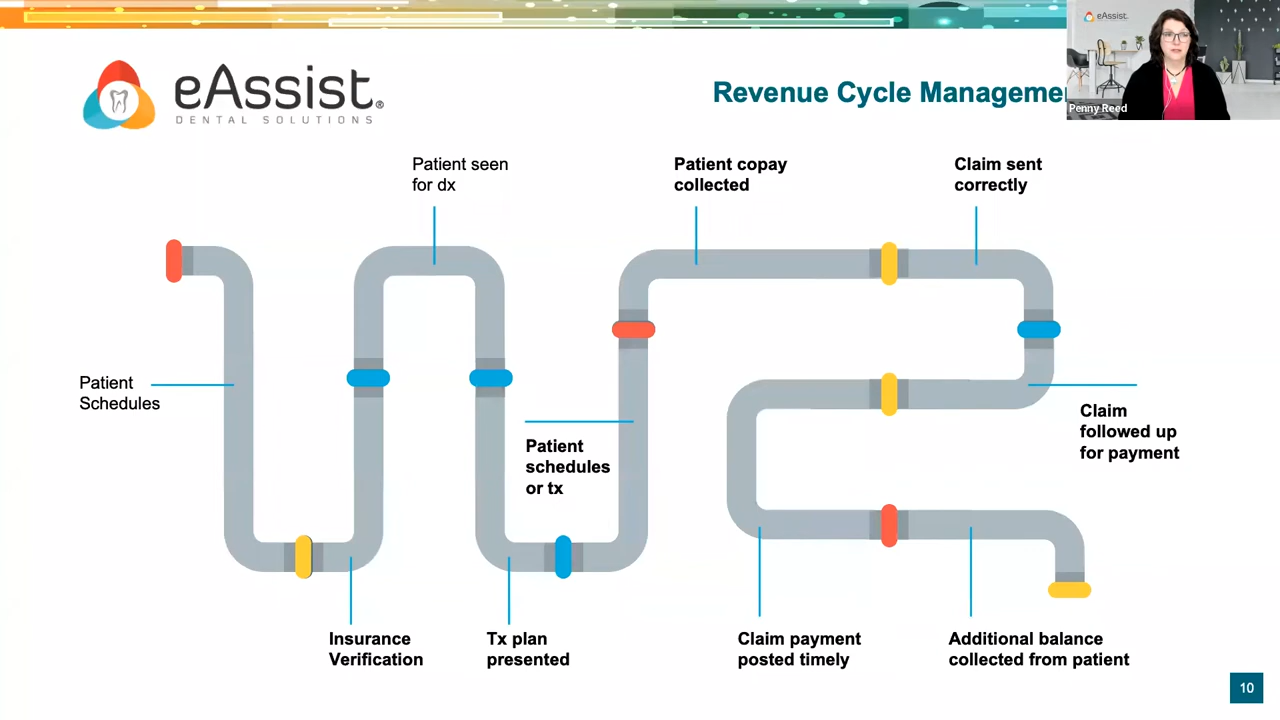 eAssist.
eAssist®
DENTAL SOLUTIONS
Revenue Cycle Manageme
Penny Reed
Patient seen
for dx
Patient copay
collected
Claim sent
correctly
Patient
Schedules
Patient
schedules
or tx
Claim
followed up
for payment
Insurance
Verification
Tx plan
presented
Claim payment
posted timely
Additional balance
collected from patient
10